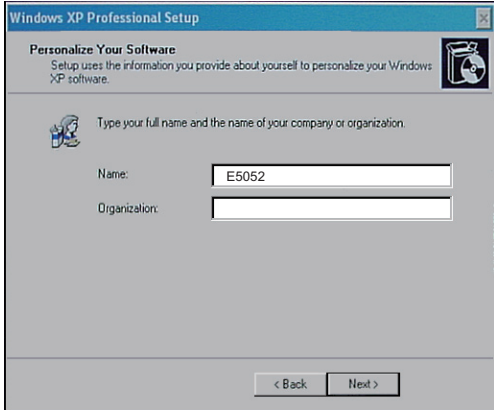 Windows XP Professional Setup
Personalize Your Software
Setup uses the information you provide about yourself to personalize your Windows
XP software.
Type your full name and the name of your company or organization.
Name:
E5052
Organization:
< Back
Next >